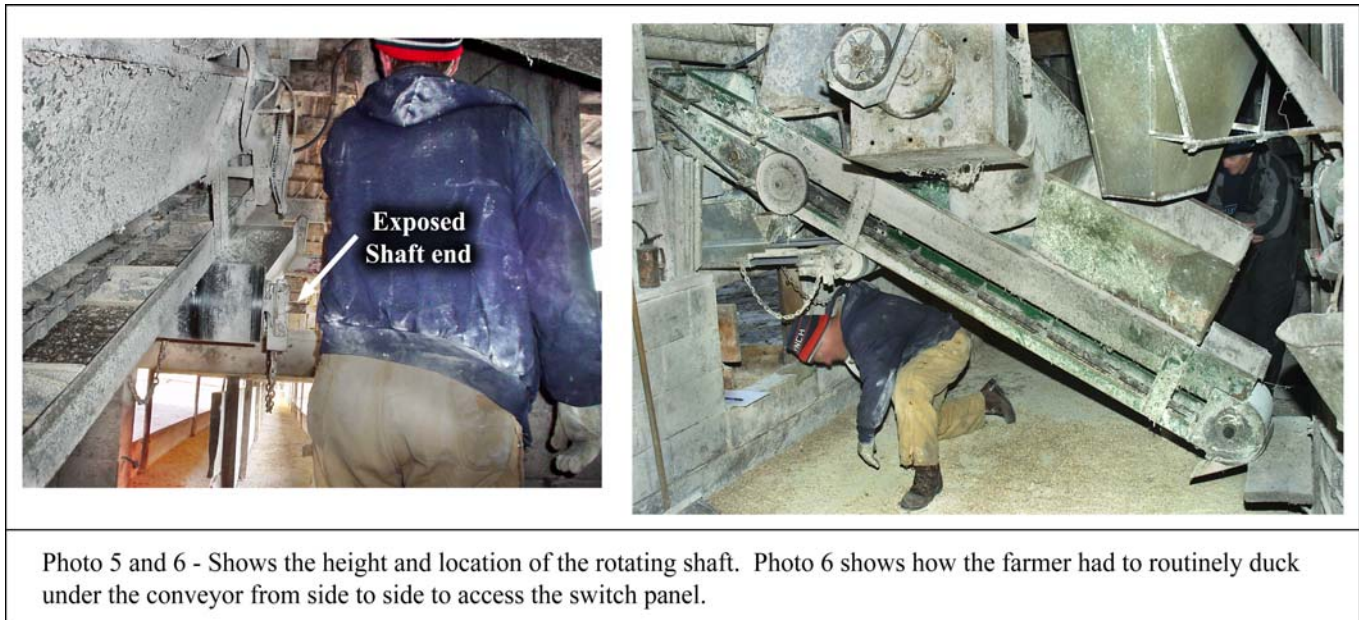 Exposed
Shaft end
NCH
Photo 5 and 6 - Shows the height and location of the rotating shaft.  Photo 6 shows how the farmer had to routinely duck
under the conveyor from side to side to access the switch panel.